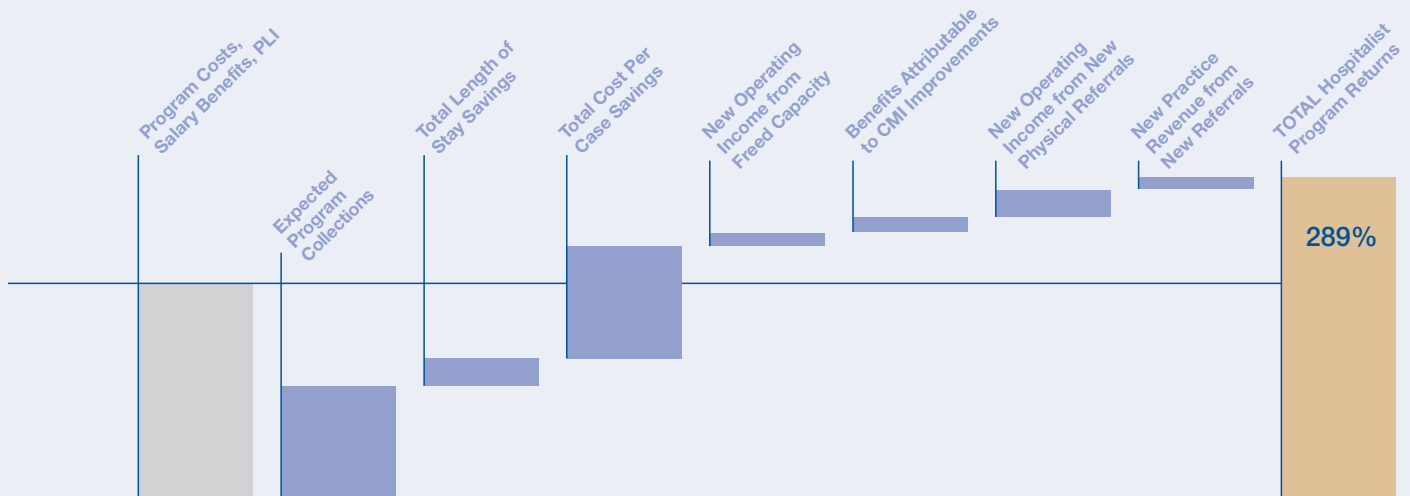 Program Costs,
Salary Benefits, PLI
Expected
Program
Collections
Total Length of
Stay Savings
Total Cost Per
Case Savings
New Operating
Income from
Freed Capacity
Benefits Attributable
to CMI Improvements
New Operating
Income from New
Physical Referrals
New Practice
Revenue from
New Referrals
TOTAL Hospitalist
Program Returns
289%